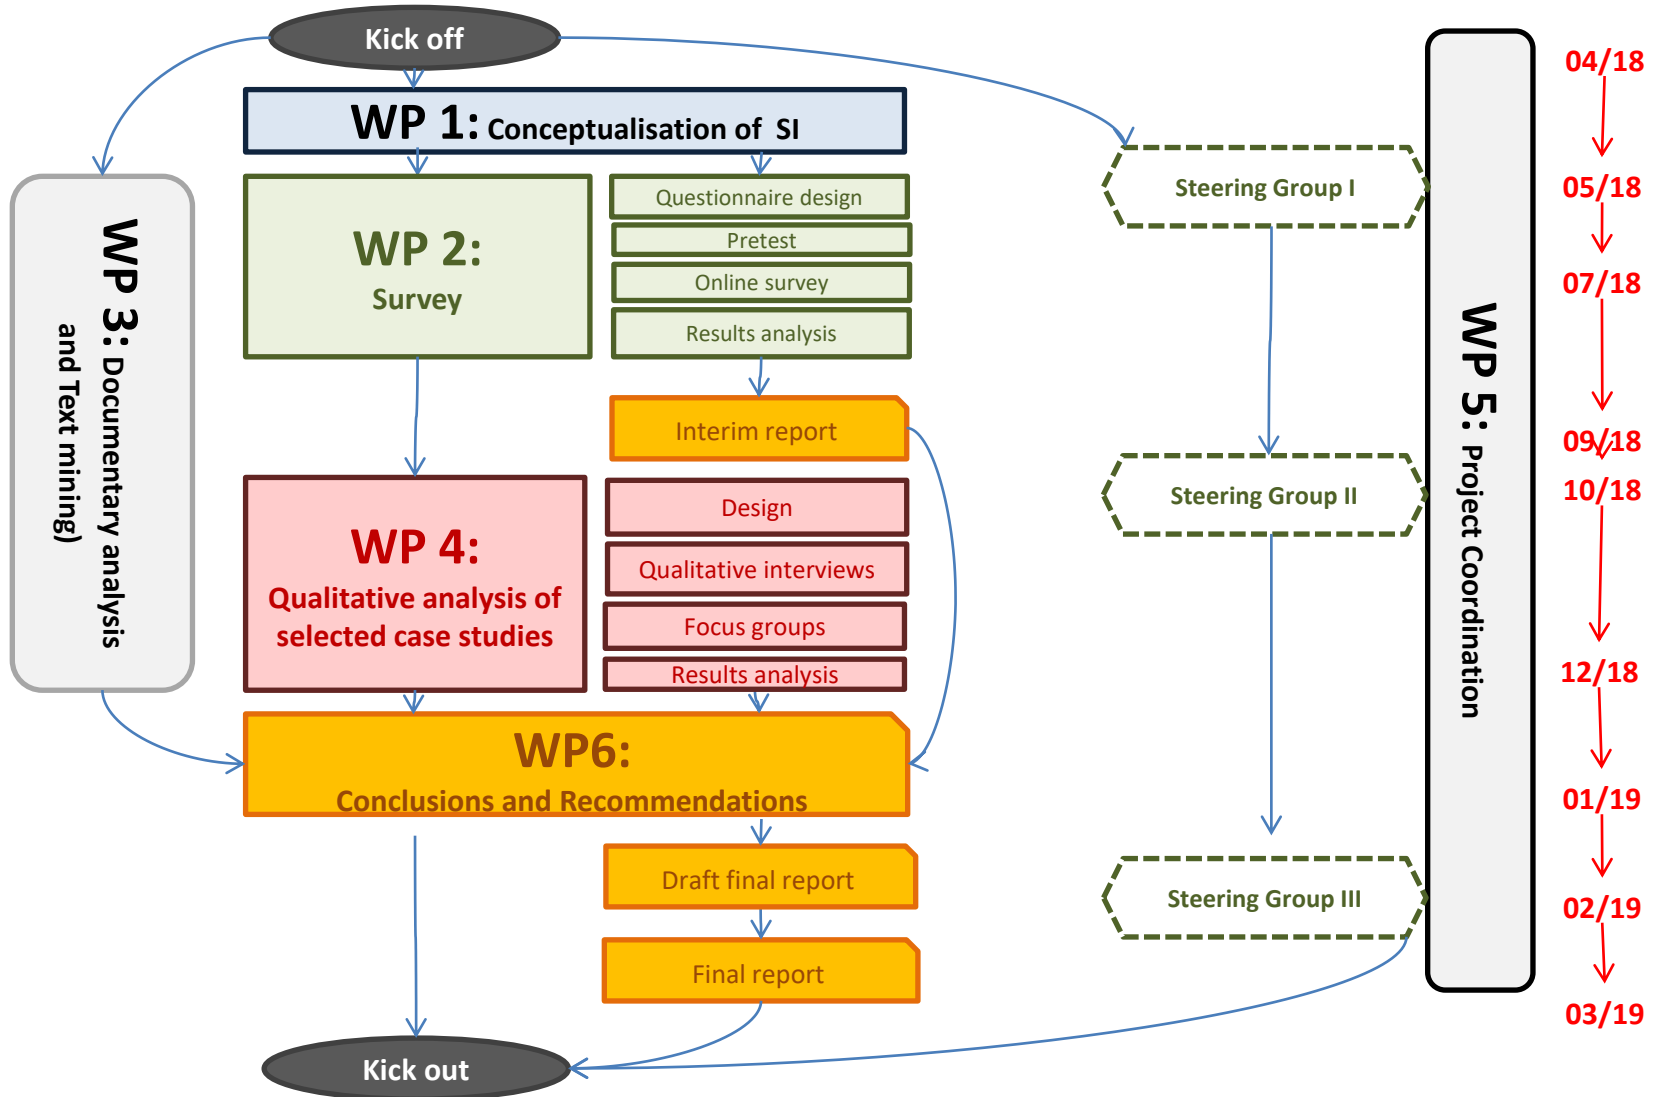 Kick off
WP 1: Conceptualisation of SI
WP 2:
Survey
Questionnaire design
Pretest
Online survey
Results analysis
Interim report
WP 3: Documentary analysis
and Text mining)
WP 4:
Qualitative analysis of
selected case studies
Design
Qualitative interviews
Focus groups
Results analysis
WP6:
Conclusions and Recommendations
Draft final report
Final report
Kick out
Steering Group I
Steering Group II
Steering Group III
WP 5: Project Coordination
04/18
05/18
07/18
09/18
10/18
12/18
01/19
02/19
03/19